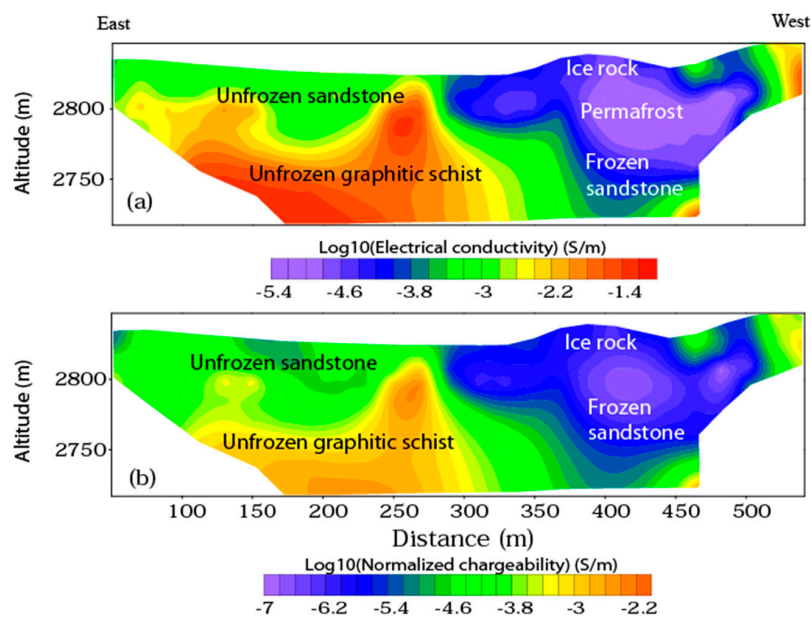 East West
Altitude (m)
2800
2750
Ice rock
Unfrozen sandstone
Permafrost
Unfrozen graphitic schist
Frozen
sandstone
(a)
Log10(Electrical conductivity) (S/m)
-5.4 -4.6 -3.8 -3 -2.2 -1.4
Altitude (m)
2800
2750
Ice rock
Unfrozen sandstone
Frozen
sandstone
Unfrozen graphitic schist
(b)
100 150 200 250 300 350 400 450 500
Distance (m)
Log10(Normalized chargeability) (S/m)
-7 -6.2 -5.4 -4.6 -3.8 -3 -2.2